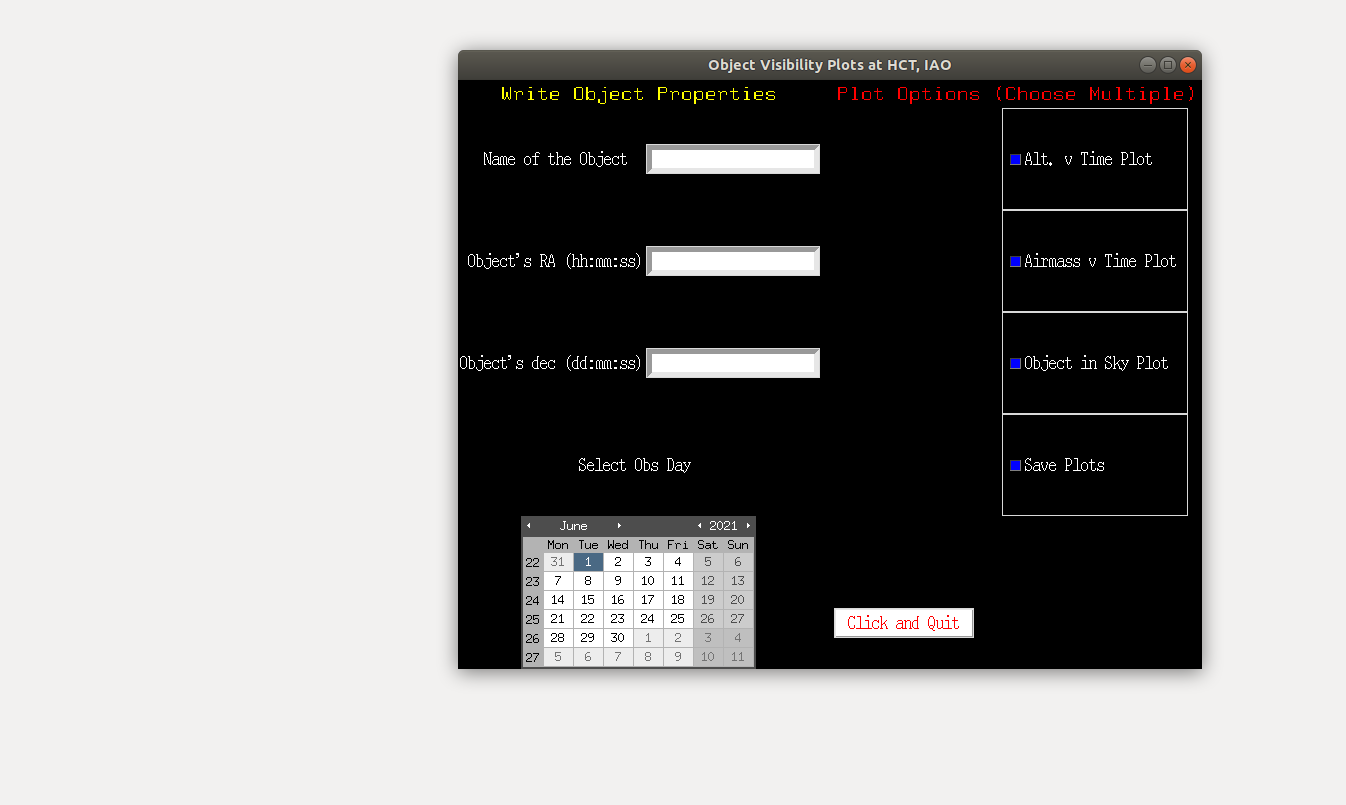 Object Visibility Plots at HCT, IAO
Write Object Properties
Plot Options (Choose Multiple)
Name of the Object
Alt. v Time Plot
Object's RA (hh:mm:ss)
Airmass v Time Plot
Object's dec (dd:mm:ss)
Object in Sky Plot
Select Obs Day
Save Plots
June 2021
Mon Tue Wed Thu Fri Sat Sun
22 31 1 2 3 4 5 6
23 7 8 9 10 11 12 13
24 14 15 16 17 18 19 20
25 21 22 23 24 25 26 27
26 28 29 30 1 2 3 4
27 5 6 7 8 9 10 11
Click and Quit